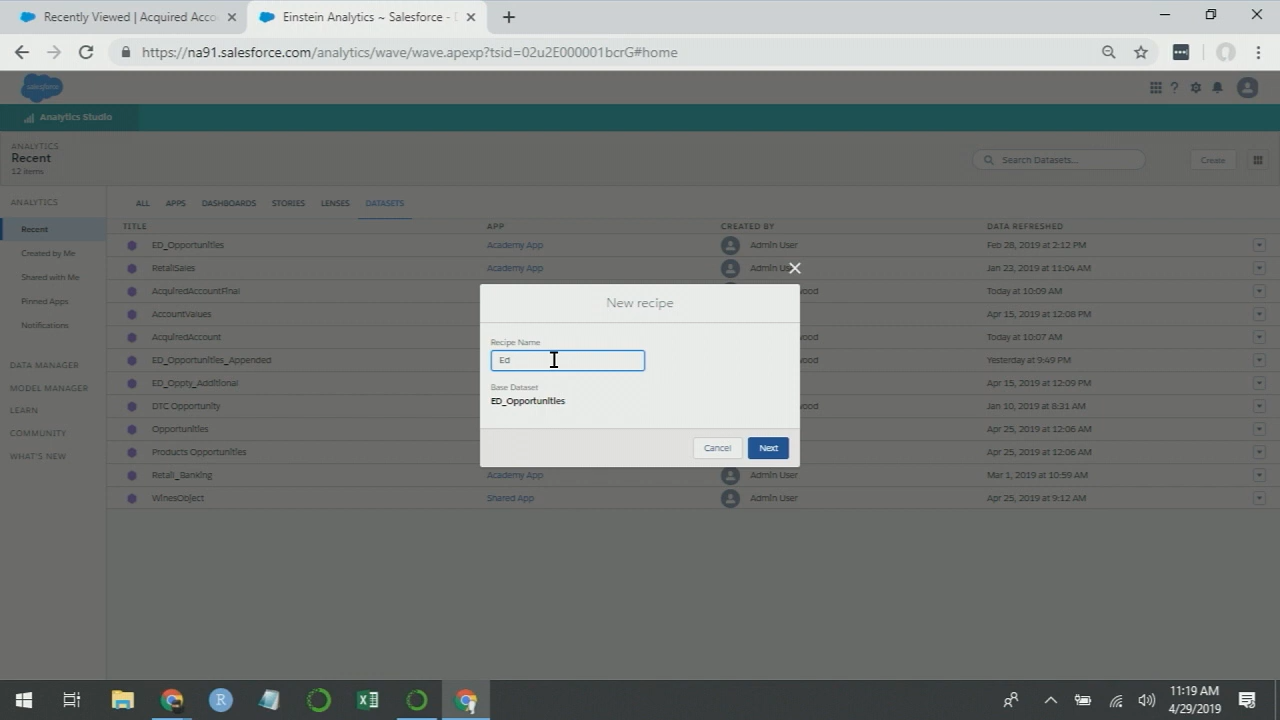 Recently Viewed | Acquired Acco
Einstein Analytics ~ Salesforce -
https://na91.salesforce.com/analytics/wave/wave.apexp?tsid=02u2E000001bcrG#home
salesforce
Analytics Studio
ANALYTICS
Recent
12 items
Search Datasets...
Create
ANALYTICS
Recent
Created by Me
Shared with Me
Pinned Apps
Notifications
DATA MANAGER
MODEL MANAGER
LEARN
COMMUNITY
WHAT'S NEW
ALL APPS DASHBOARDS STORIES LENSES DATASETS
TITLE APP CREATED BY DATA REFRESHED
ED_Opportunities Academy App Admin User Feb 28, 2019 at 2:12 PM
RetailSales Academy App Admin Jan 23, 2019 at 11:04 AM
AcquiredAccountFinal wood Today at 10:09 AM
AccountValues Apr 15, 2019 at 12:08 PM
AcquiredAccount wood Today at 10:07 AM
ED_Opportunities_Appended wood Yesterday at 9:49 PM
ED_Oppty_Additional Apr 15, 2019 at 12:09 PM
DTC Opportunity wood Jan 10, 2019 at 8:31 AM
Opportunities Apr 25, 2019 at 12:06 AM
Products Opportunities Apr 25, 2019 at 12:06 AM
Retail_Banking Academy App Admin User Mar 1, 2019 at 10:59 AM
WinesObject Shared App Admin User Apr 25, 2019 at 9:12 AM
New recipe
Recipe Name
Ed
Base Dataset
ED_Opportunities
Cancel
Next
11:19 AM
4/29/2019